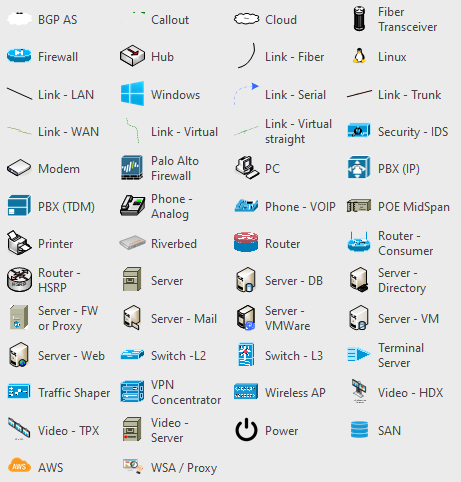 BGP AS
Callout
Cloud
Fiber
Transceiver
Firewall
Hub
Link - Fiber
Linux
Link - LAN
Windows
Link - Serial
Link - Trunk
Link - WAN
Link - Virtual
Link - Virtual
straight
Security - IDS
Modem
Palo Alto
Firewall
PC
PBX (IP)
PBX (TDM)
Phone -
Analog
Phone - VOIP
POE MidSpan
Printer
Riverbed
Router
Router -
Consumer
Router -
HSRP
Server
Server - DB
Server -
Directory
Server - FW
or Proxy
Server - Mail
Server -
VMWare
Server - VM
Server - Web
Switch -L2
Switch - L3
Terminal
Server
Traffic Shaper
VPN
Concentrator
Wireless AP
Video - HDX
Video - TPX
Video -
Server
Power
SAN
AWS
AWS
WSA / Proxy